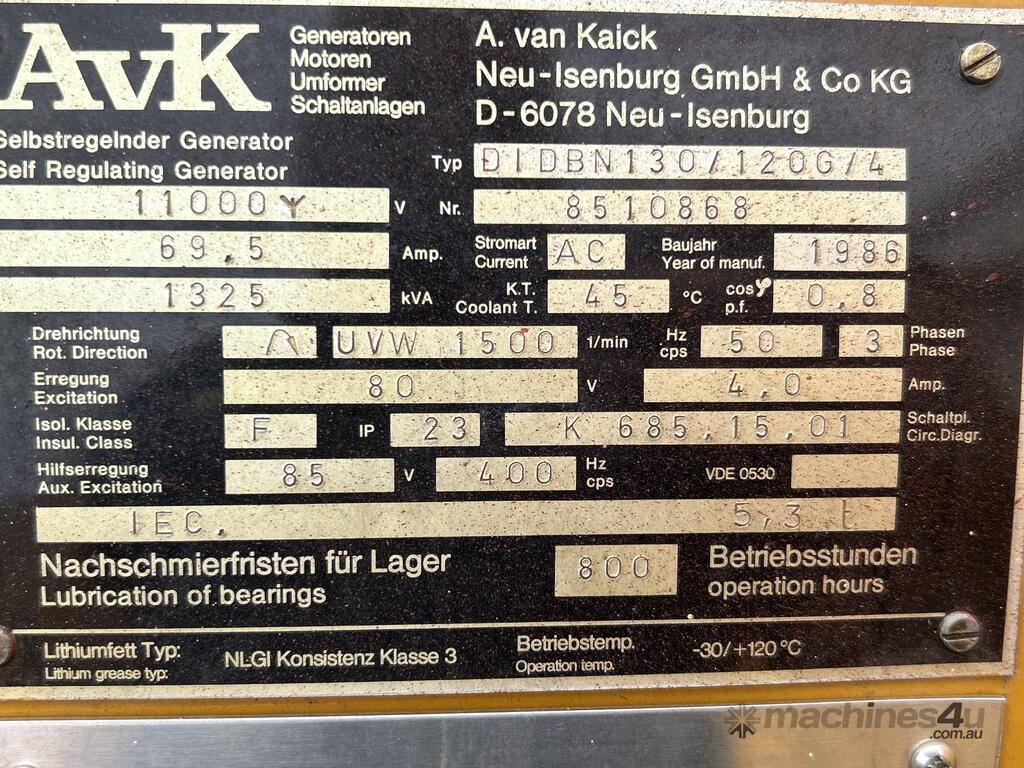 AvK
Generatoren
Motoren
Umformer
Schaltanlagen
A. van Kaick
Neu-Isenburg GmbH & Co KG
D-6078 Neu-Isenburg
Selbstregelnder Generator
Self Regulating Generator
Typ DIDBN130/120G/4
11000Y V Nr. 8510868
69.5 Amp. Stromart Current AC Baujahr Year of manuf. 1986
1325 kVA K.T. Coolant T. 45 °C cosφ p.f. 0.8
Drehrichtung Rot. Direction UVW 1500 1/min Hz cps 50 3 Phasen Phase
Erregung Excitation 80 V 4,0 Amp.
Isol. Klasse Insul. Class F IP 23 K 685.15.01 Schaltpl. Circ.Diagr.
Hilfserregung Aux. Excitation 85 V 400 Hz cps VDE 0530
IEC. 5,3 t
Nachschmierfristen für Lager 800 Betriebsstunden
Lubrication of bearings operation hours
Lithiumfett Typ: NLGI Konsistenz Klasse 3 Betriebstemp. -30/+120 °C
Lithium grease typ: Operation temp.
machines4u
.com.au